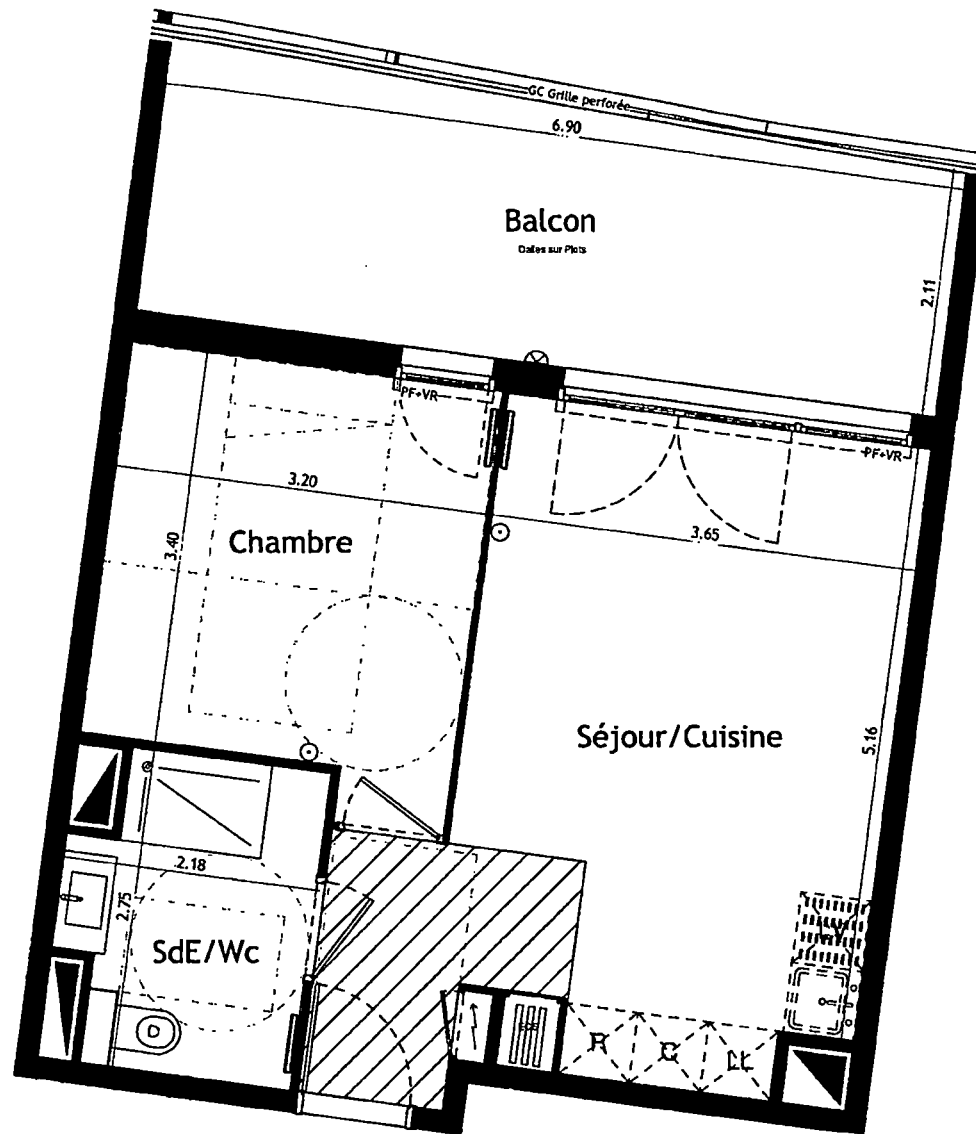 GC Grille perforée
6.90
Balcon
Dalles sur Plots
2.11
PF+VR
PF+VR
3.20
3.65
Chambre
3.40
Séjour/Cuisine
5.16
2.18
2.75
SdE/Wc
R
C
LL